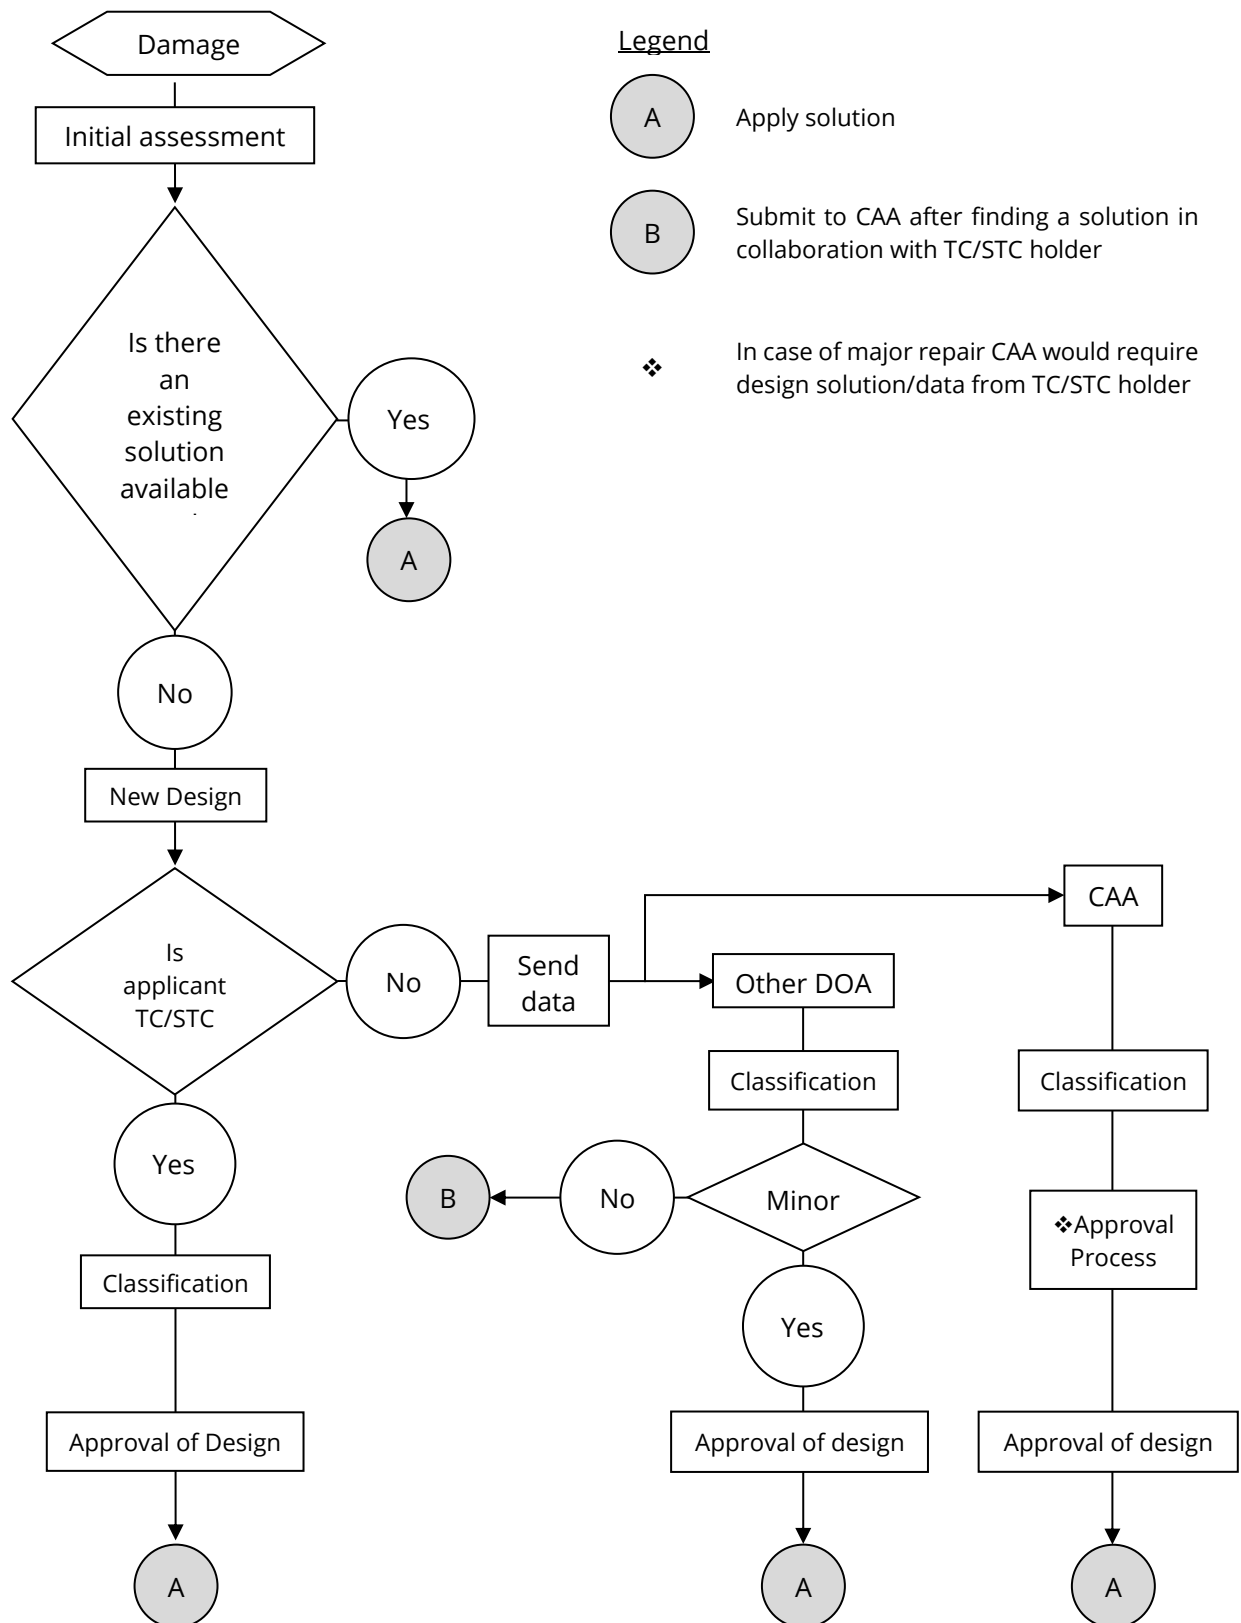 Damage
Legend
A
Apply solution
Initial assessment
B
Submit to CAA after finding a solution in
collaboration with TC/STC holder
❖
In case of major repair CAA would require
design solution/data from TC/STC holder
Is there
an
existing
solution
available
Yes
A
No
New Design
Is
applicant
TC/STC
No
Send
data
Other DOA
CAA
Classification
Classification
Yes
B
No
Minor
❖Approval
Process
Classification
Yes
Approval of Design
Approval of design
Approval of design
A
A
A